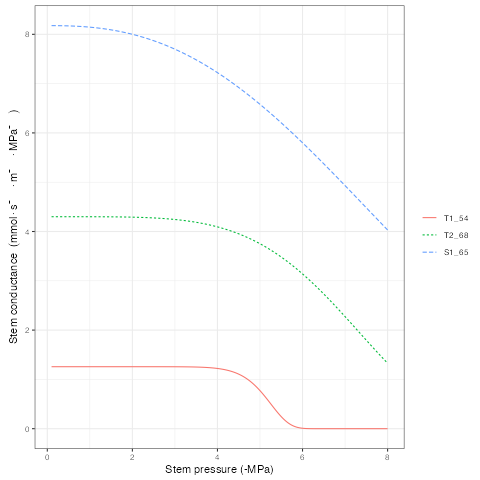 8
6
4
2
0
0
2
4
6
8
Stem pressure (-MPa)
Stem conductance (mmol · s⁻ · m⁻ · MPa⁻ )
T1_54
T2_68
S1_65